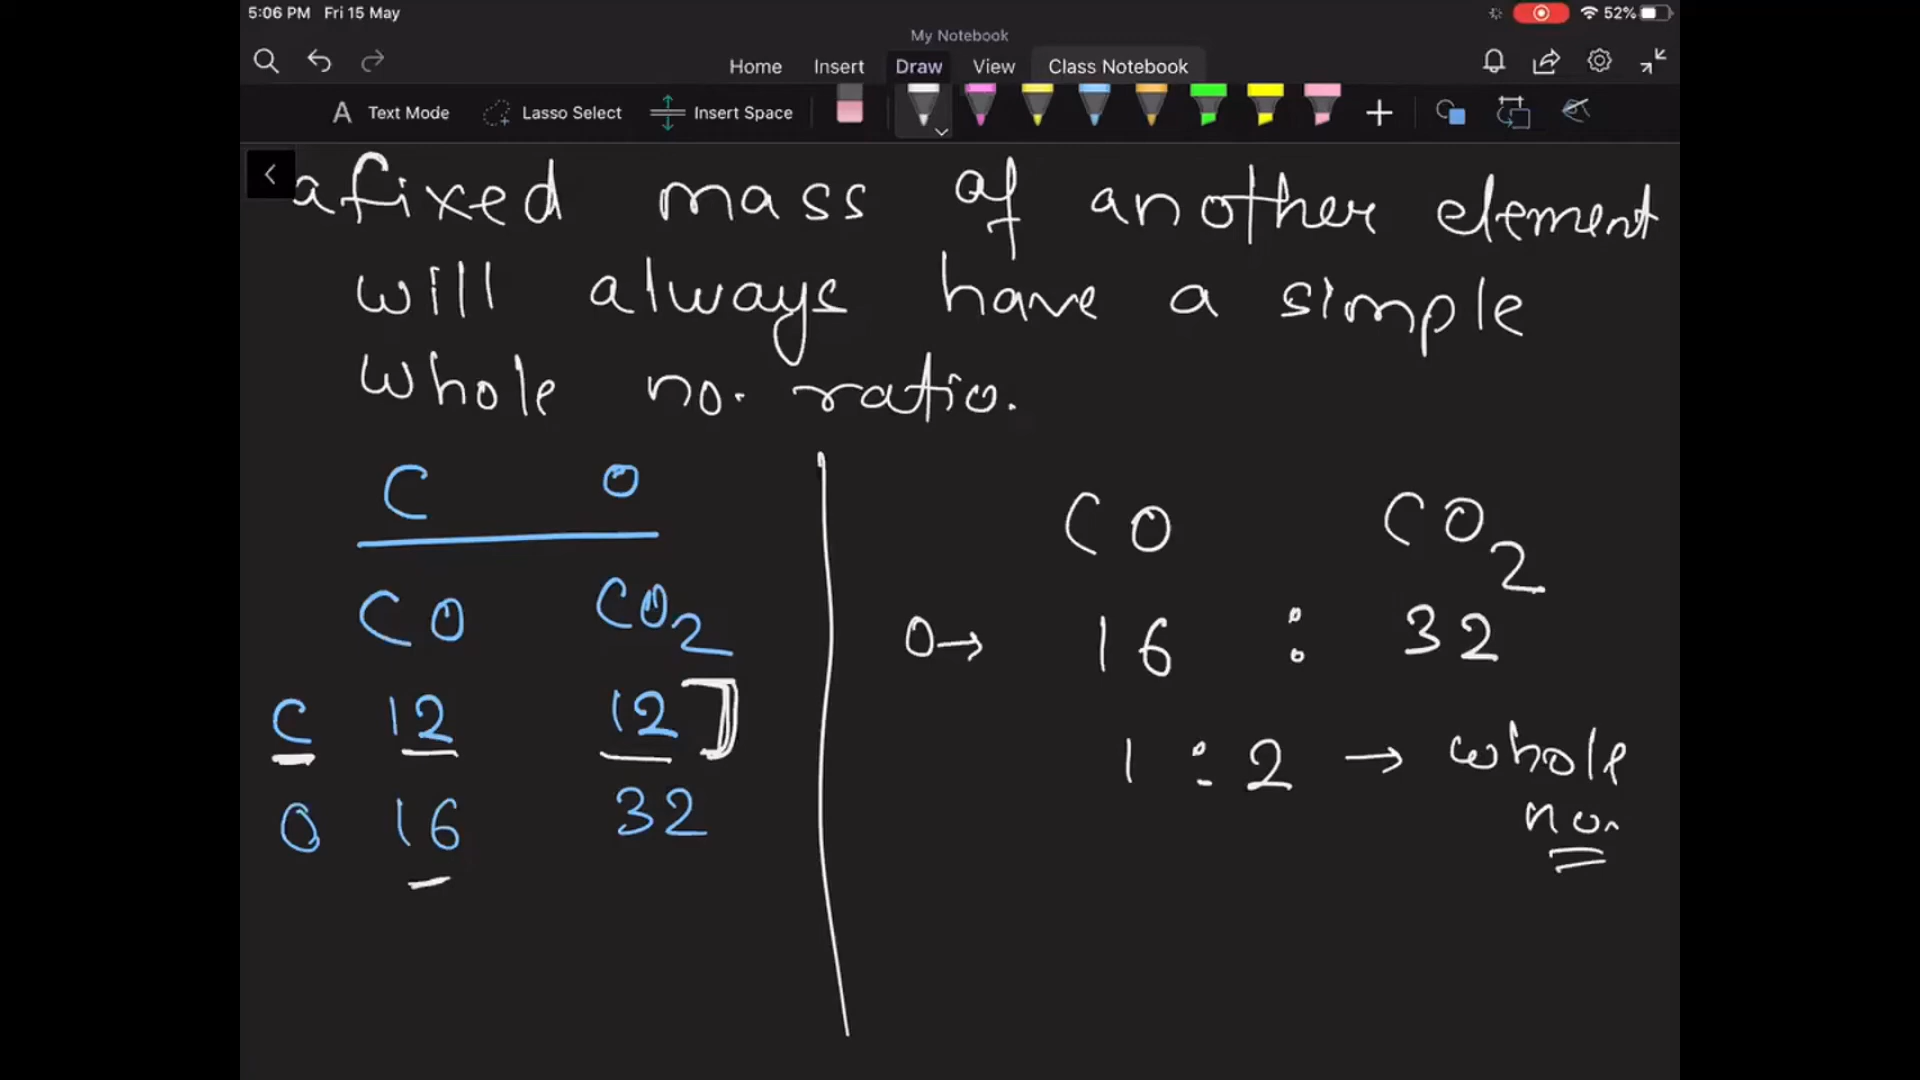 5:06 PM Fri 15 May 52%
My Notebook
Home Insert Draw View Class Notebook
A Text Mode Lasso Select Insert Space
a fixed mass of another element
will always have a simple
whole no. ratio.
C O
CO CO2
C 12 12
O 16 32
CO CO2
O→ 16 : 32
1 : 2 → whole
no.